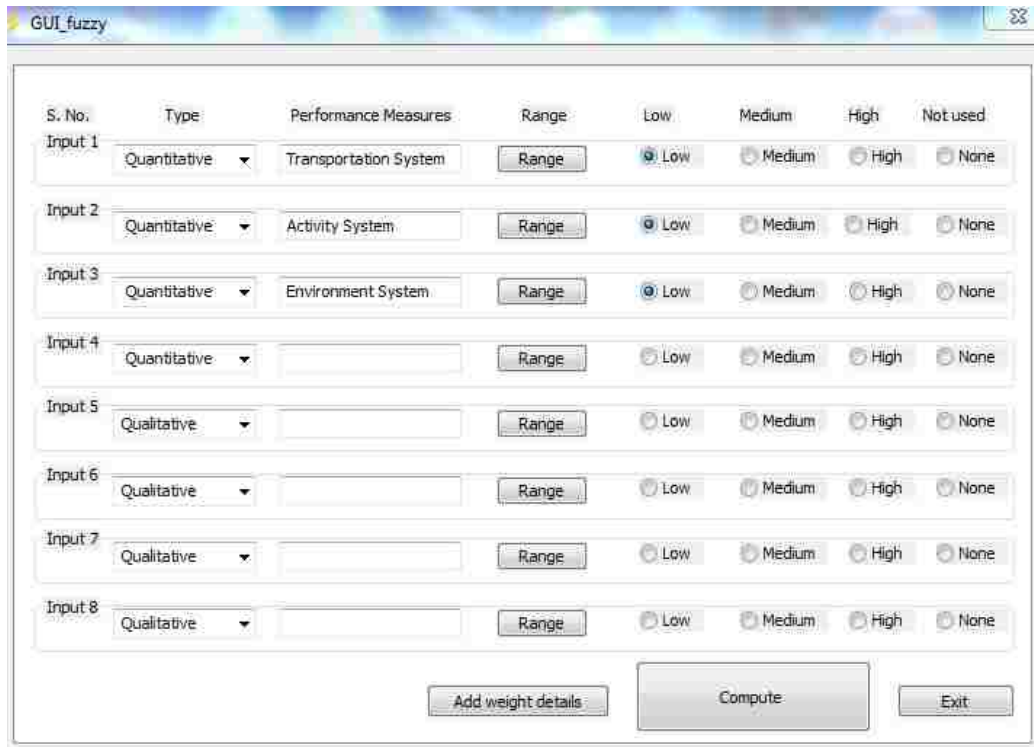 GUI_fuzzy
S. No. Type Performance Measures Range Low Medium High Not used
Input 1
Quantitative Transportation System Range Low Medium High None
Input 2
Quantitative Activity System Range Low Medium High None
Input 3
Quantitative Environment System Range Low Medium High None
Input 4
Quantitative Range Low Medium High None
Input 5
Qualitative Range Low Medium High None
Input 6
Qualitative Range Low Medium High None
Input 7
Qualitative Range Low Medium High None
Input 8
Qualitative Range Low Medium High None
Add weight details Compute Exit